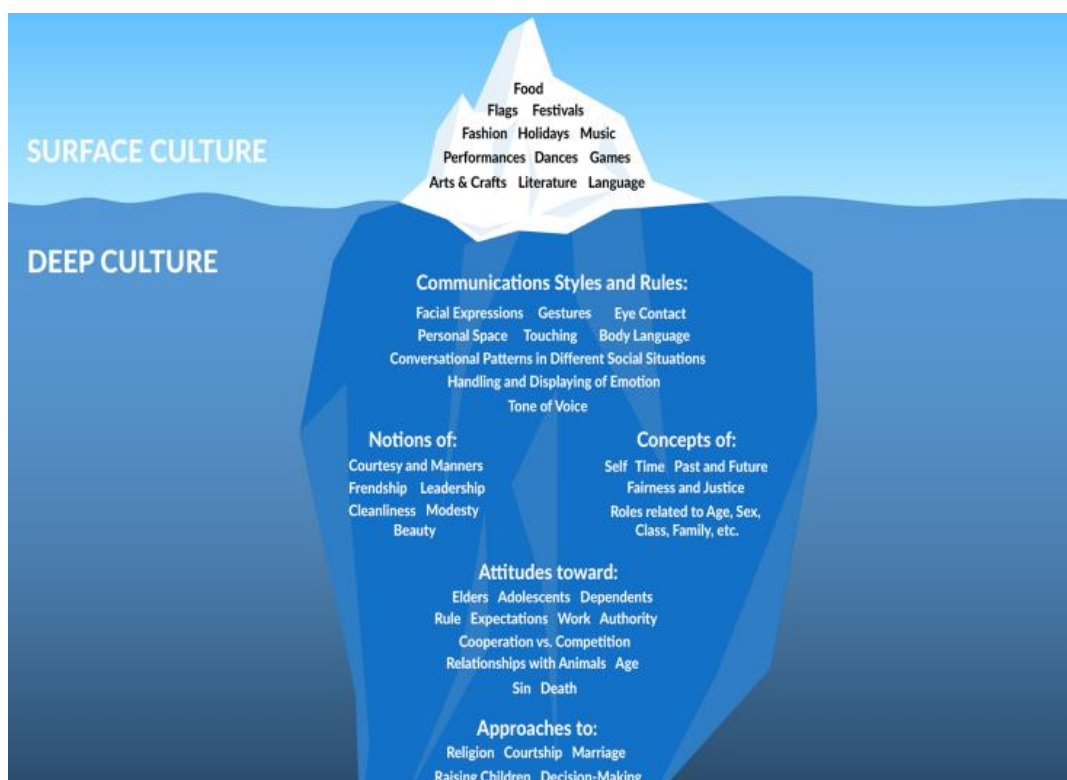 Food
Flags Festivals
Fashion Holidays Music
SURFACE CULTURE
Performances Dances Games
Arts & Crafts Literature Language
DEEP CULTURE
Communications Styles and Rules:
Facial Expressions Gestures Eye Contact
Personal Space Touching Body Language
Conversational Patterns in Different Social Situations
Handling and Displaying of Emotion
Tone of Voice
Notions of:
Courtesy and Manners
Frendship Leadership
Cleanliness Modesty
Beauty
Concepts of:
Self Time Past and Future
Fairness and Justice
Roles related to Age, Sex,
Class, Family, etc.
Attitudes toward:
Elders Adolescents Dependents
Rule Expectations Work Authority
Cooperation vs. Competition
Relationships with Animals Age
Sin Death
Approaches to:
Religion Courtship Marriage
Raising Children Decision-Making